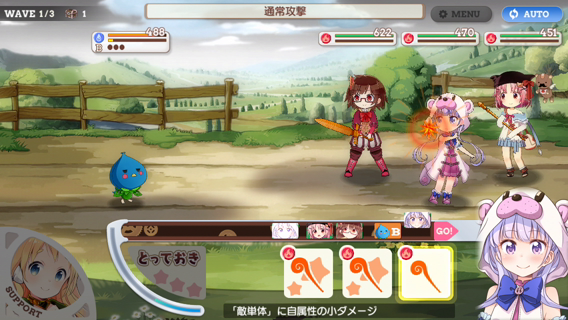 WAVE 1/3 1
通常攻撃
MENU
AUTO
488
B
622
470
451
B
GO!
SUPPORT
とっておき
「敵単体」に自属性の小ダメージ